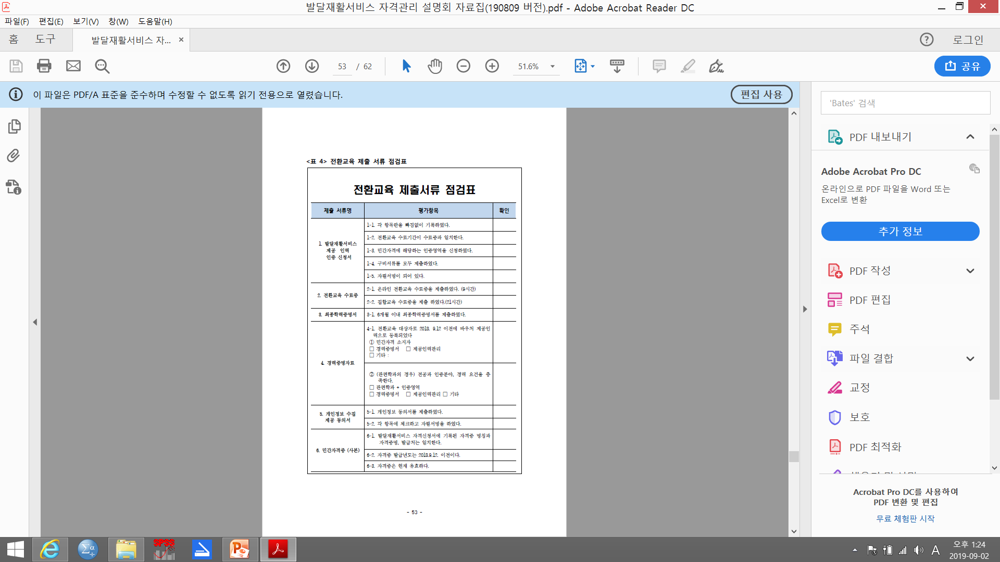 발달재활서비스 자격관리 설명회 자료집(190809 버전).pdf - Adobe Acrobat Reader DC
파일(F) 편집(E) 보기(V) 창(W) 도움말(H)
홈 도구 발달재활서비스 자... × 로그인
53 / 62 51.6% 공유
이 파일은 PDF/A 표준을 준수하며 수정할 수 없도록 읽기 전용으로 열렸습니다. 편집 사용
<표 4> 전환교육 제출 서류 점검표
전환교육 제출서류 점검표
제출 서류명 평가항목 확인
1. 발달재활서비스
제공 인력
인증 신청서
1-1. 각 항목란을 빠짐없이 기록하였다.
1-2. 전환교육 수료기간이 수료증과 일치한다.
1-3. 민간자격에 해당하는 인증영역을 신청하였다.
1-4. 구비서류를 모두 제출하였다.
1-5. 자필서명이 되어 있다.
2. 전환교육 수료증
2-1. 온라인 전환교육 수료증을 제출하였다. (9시간)
2-2. 집합교육 수료증을 제출 하였다.(21시간)
3. 최종학력증명서
3-1. 6개월 이내 최종학력증명서를 제출하였다.
4. 경력증명자료
4-1. 전환교육 대상자로 2018. 9.12 이전에 바우처 제공인
력으로 등록되었다
① 민간자격 소지자
□ 경력증명서 □ 제공인력관리
□ 기타 :
② (관련학과의 경우) 전공과 인증분야, 경력 요건을 충
족한다.
□ 관련학과 + 인증영역
□ 경력증명서 □ 제공인력관리 □ 기타
5. 개인정보 수집
제공 동의서
5-1. 개인정보 동의서를 제출하였다.
5-2. 각 항목에 체크하고 자필서명을 하였다.
6. 민간자격증 (사본)
6-1. 발달재활서비스 자격신청서에 기록된 자격증 명칭과
자격증명, 발급처는 일치한다.
6-2. 자격증 발급년도는 2018.9.12. 이전이다.
6-3. 자격증은 현재 유효하다.
- 53 -
'Bates' 검색
PDF 내보내기
Adobe Acrobat Pro DC
온라인으로 PDF 파일을 Word 또는
Excel로 변환
추가 정보
PDF 작성
PDF 편집
주석
파일 결합
교정
보호
PDF 최적화
Acrobat Pro DC를 사용하여
PDF 변환 및 편집
무료 체험판 시작
SPSS
A
오후 1:24
2019-09-02